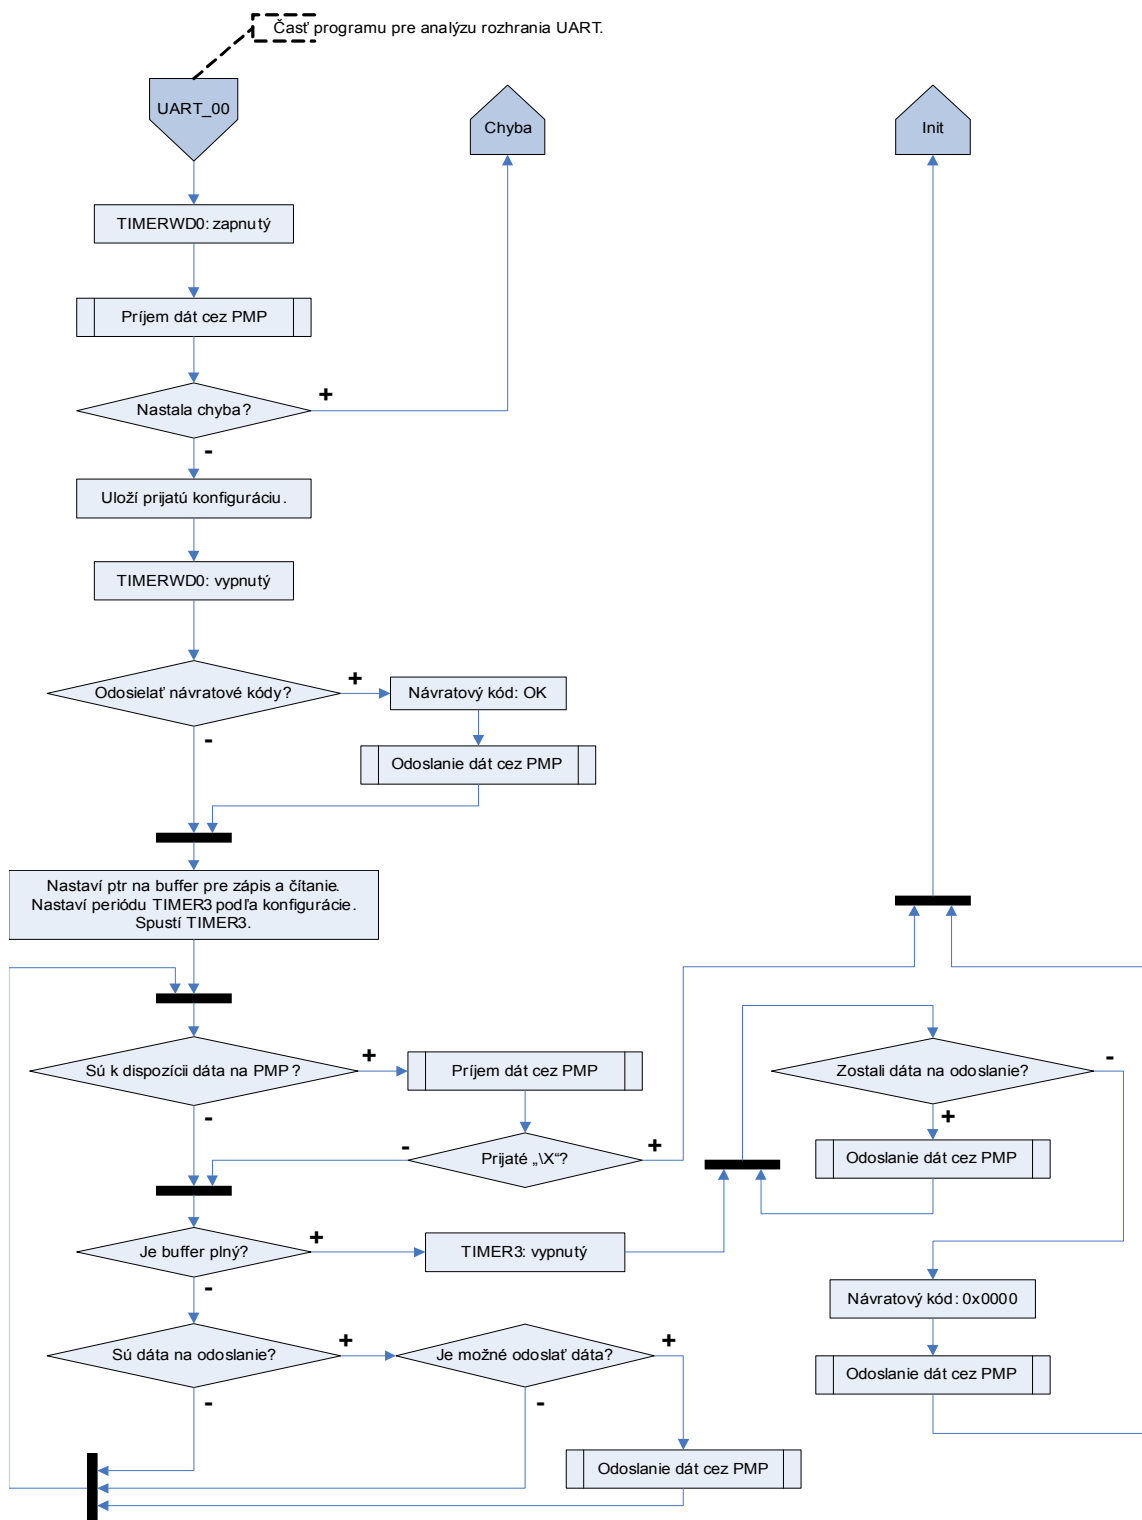 Časť programu pre analýzu rozhrania UART.
UART_00
Chyba
Init
TIMERWD0: zapnutý
Príjem dát cez PMP
Nastala chyba?
+
-
Uloží prijatú konfiguráciu.
TIMERWD0: vypnutý
Odosielať návratové kódy?
+
-
Návratový kód: OK
Odoslanie dát cez PMP
Nastaví ptr na buffer pre zápis a čítanie.
Nastaví periódu TIMER3 podľa konfigurácie.
Spustí TIMER3.
Sú k dispozícii dáta na PMP?
+
-
Príjem dát cez PMP
Prijaté „\X“?
-
+
Zostali dáta na odoslanie?
-
+
Odoslanie dát cez PMP
Je buffer plný?
+
-
TIMER3: vypnutý
Návratový kód: 0x0000
Odoslanie dát cez PMP
Sú dáta na odoslanie?
+
-
Je možné odoslať dáta?
+
-
Odoslanie dát cez PMP